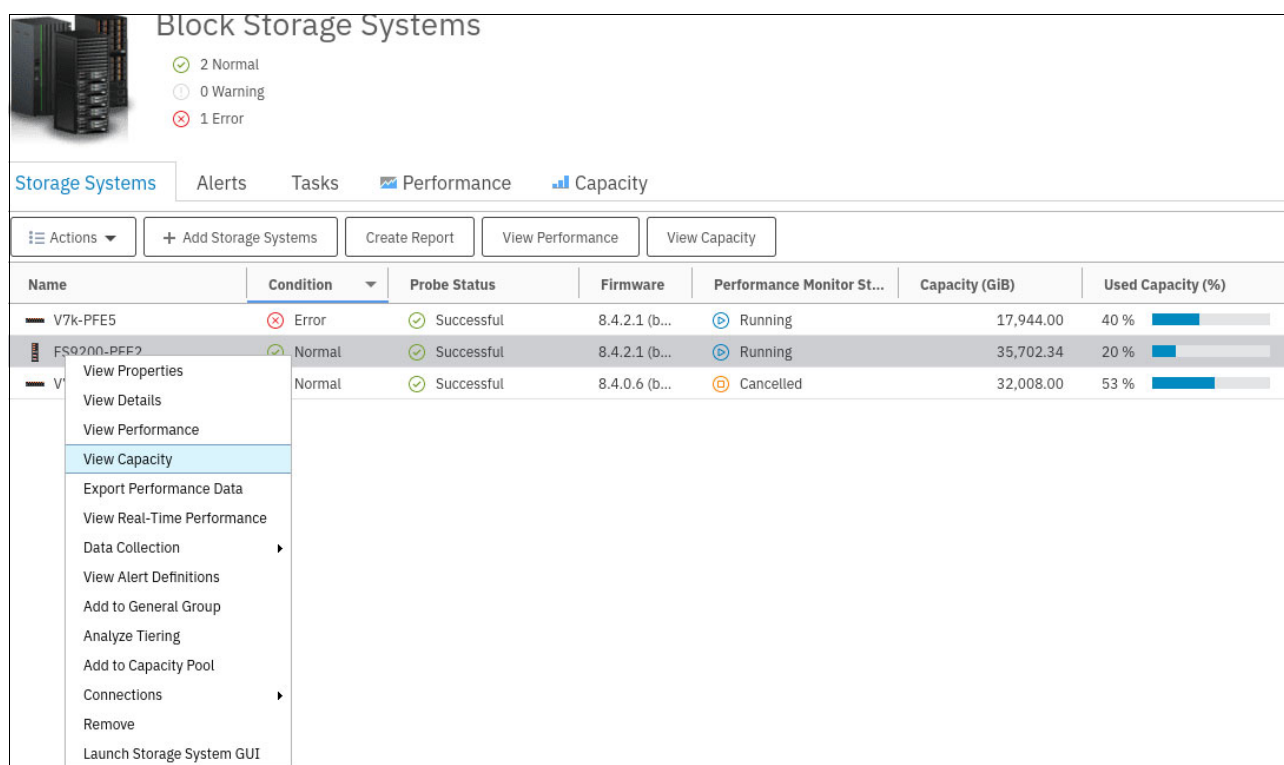 Block Storage Systems
2 Normal
0 Warning
1 Error
Storage Systems Alerts Tasks Performance Capacity
Actions + Add Storage Systems Create Report View Performance View Capacity
Name Condition Probe Status Firmware Performance Monitor St... Capacity (GiB) Used Capacity (%)
V7k-PFE5 Error Successful 8.4.2.1 (b... Running 17,944.00 40 %
FS9200-PFE2 Normal Successful 8.4.2.1 (b... Running 35,702.34 20 %
Normal Successful 8.4.0.6 (b... Cancelled 32,008.00 53 %
View Properties
View Details
View Performance
View Capacity
Export Performance Data
View Real-Time Performance
Data Collection
View Alert Definitions
Add to General Group
Analyze Tiering
Add to Capacity Pool
Connections
Remove
Launch Storage System GUI